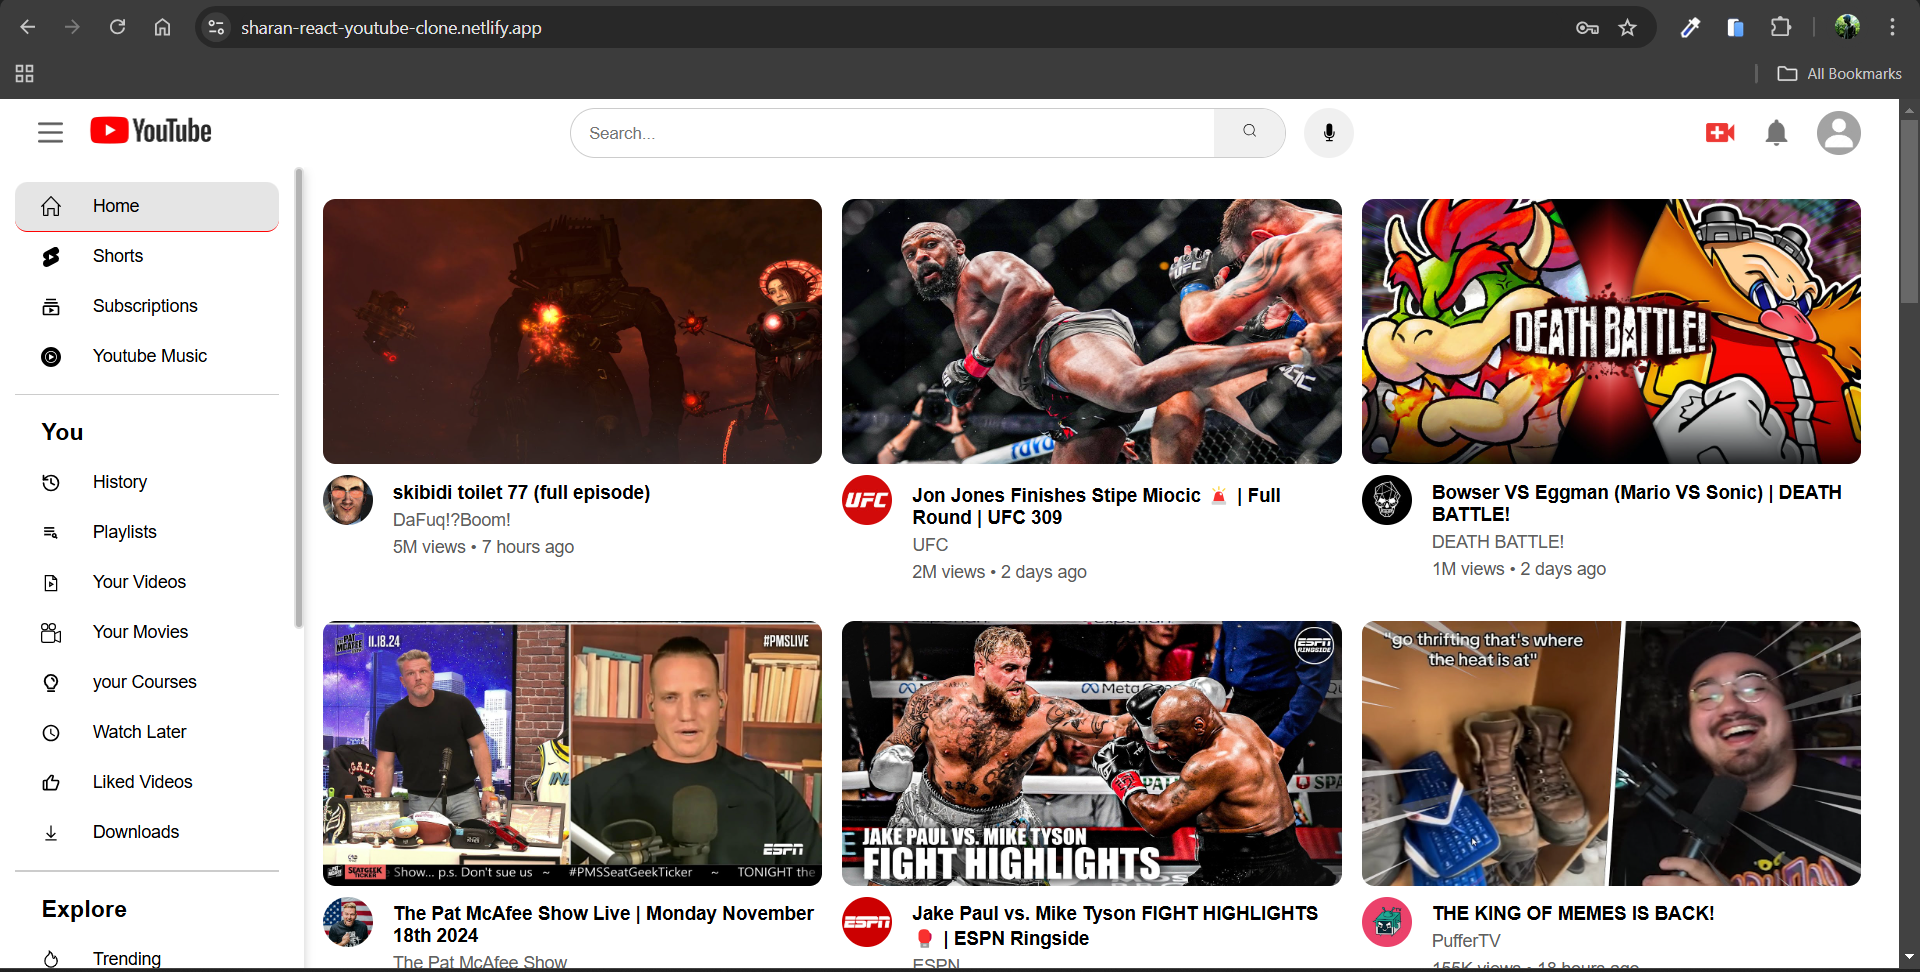 sharan-react-youtube-clone.netlify.app
All Bookmarks
YouTube
Search...
Home
Shorts
Subscriptions
Youtube Music
You
History
Playlists
Your Videos
Your Movies
your Courses
Watch Later
Liked Videos
Downloads
Explore
Trending
UFC
DEATH BATTLE!
skibidi toilet 77 (full episode)
DaFuq!?Boom!
5M views • 7 hours ago
UFC
Jon Jones Finishes Stipe Miocic 🚨 | Full
Round | UFC 309
UFC
2M views • 2 days ago
Bowser VS Eggman (Mario VS Sonic) | DEATH
BATTLE!
DEATH BATTLE!
1M views • 2 days ago
THE PAT MCAFEE SHOW
11.18.24
#PMSLIVE
ESPN
SEATGEEK
TICKER
Show... p.s. Don't sue us ~ #PMSSeatGeekTicker ~ TONIGHT the
ESPN
RINGSIDE
Meta
JAKE PAUL VS. MIKE TYSON
FIGHT HIGHLIGHTS
"go thrifting that's where
the heat is at"
The Pat McAfee Show Live | Monday November
18th 2024
The Pat McAfee Show
ESPN
Jake Paul vs. Mike Tyson FIGHT HIGHLIGHTS
🥊 | ESPN Ringside
ESPN
THE KING OF MEMES IS BACK!
PufferTV
155K views • 18 hours ago